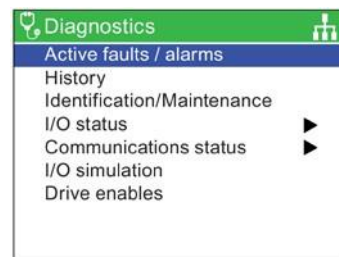 Diagnostics
Active faults / alarms
History
Identification/Maintenance
I/O status
Communications status
I/O simulation
Drive enables